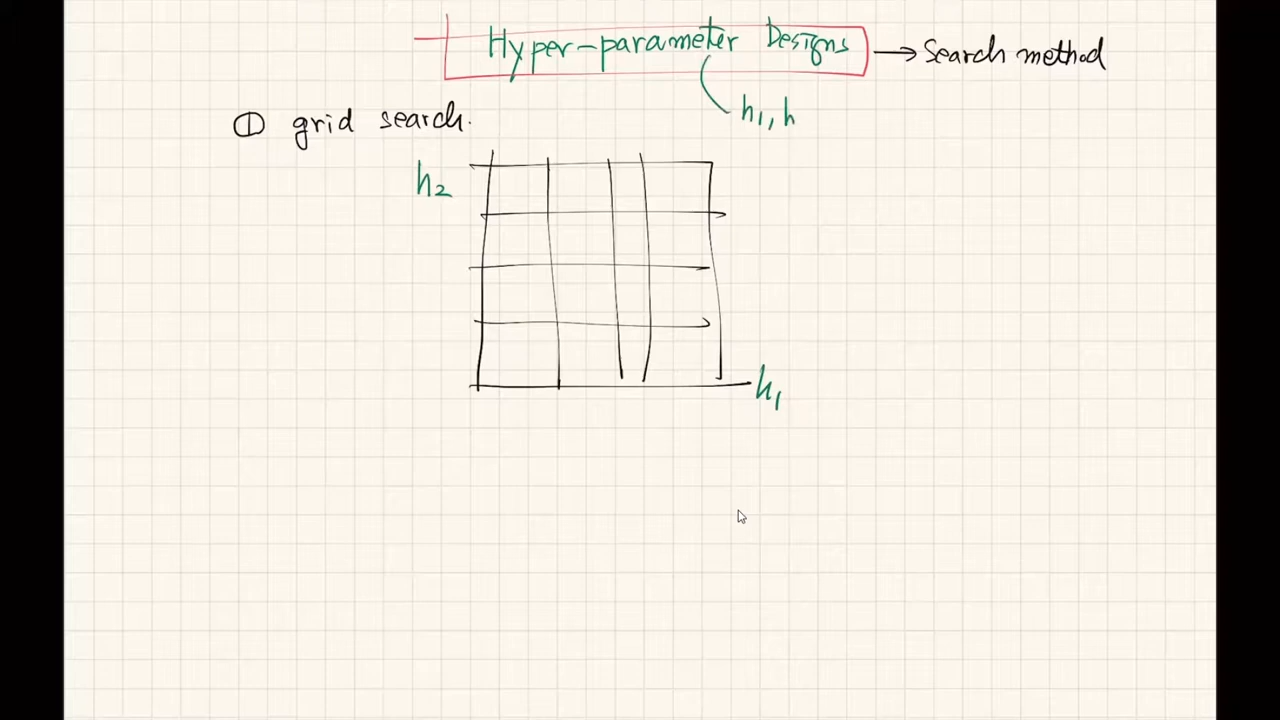 Hyper-parameter Designs → Search method
h₁, h
① grid search.
h₂
h₁